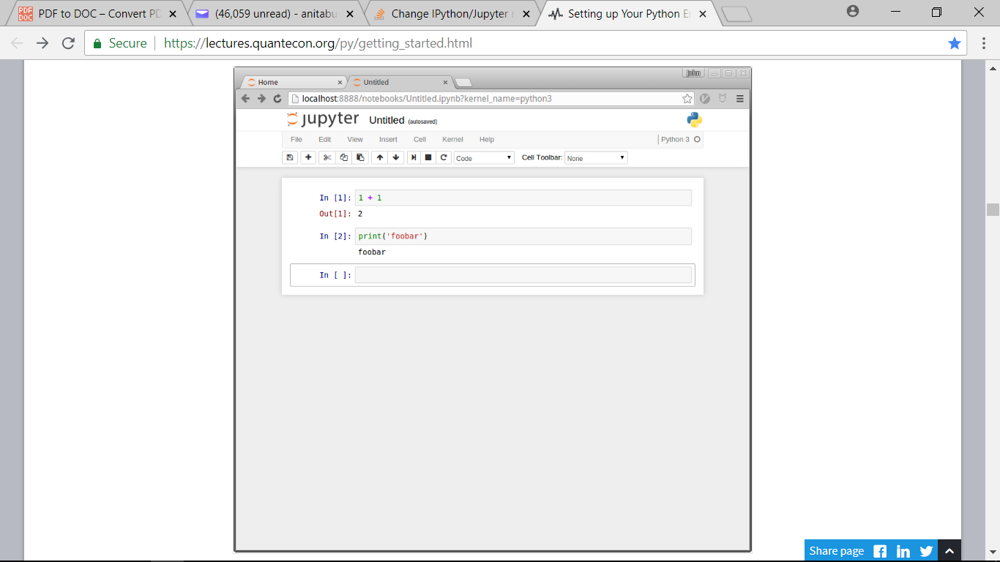 PDF DOC
PDF to DOC – Convert PD
(46,059 unread) - anitabu
Change IPython/Jupyter n
Setting up Your Python E
Secure
https://lectures.quantecon.org/py/getting_started.html
john
Home
Untitled
localhost:8888/notebooks/Untitled.ipynb?kernel_name=python3
jupyter Untitled (autosaved)
File Edit View Insert Cell Kernel Help Python 3
Code Cell Toolbar: None
In [1]: 1 + 1
Out[1]: 2
In [2]: print('foobar')
foobar
In [ ]:
Share page